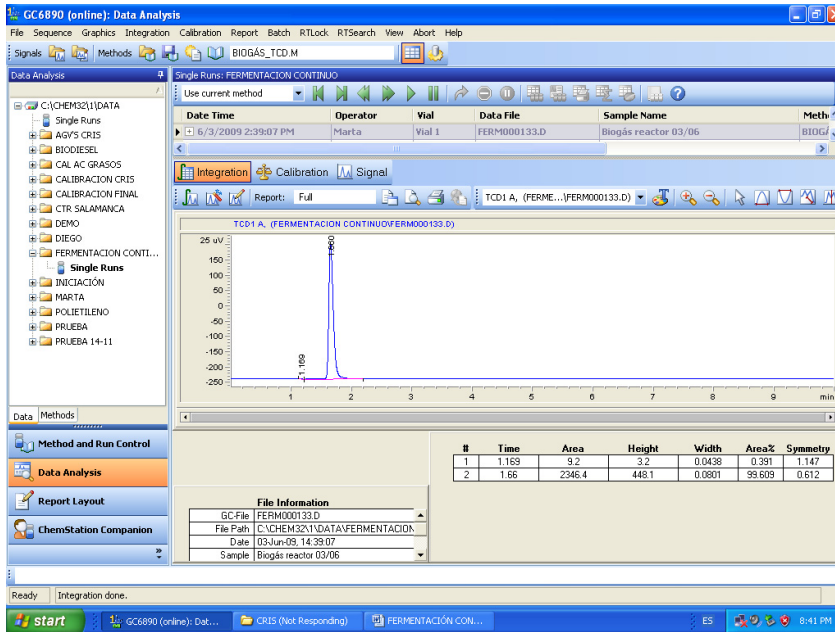 GC6890 (online): Data Analysis
File Sequence Graphics Integration Calibration Report Batch RTLock RTSearch View Abort Help
Signals Methods BIOGÁS_TCD.M
Data Analysis
C:\CHEM32\1\DATA
Single Runs
AGV'S CRIS
BIODIESEL
CAL AC GRASOS
CALIBRACION CRIS
CALIBRACION FINAL
CTR SALAMANCA
DEMO
DIEGO
FERMENTACION CONTI...
Single Runs
INICIACIÓN
MARTA
POLIETILENO
PRUEBA
PRUEBA 14-11
Data Methods
Method and Run Control
Data Analysis
Report Layout
ChemStation Companion
Single Runs: FERMENTACION CONTINUO
Use current method
Date Time Operator Vial Data File Sample Name
6/3/2009 2:39:07 PM Marta Vial 1 FERM000133.D Biogás reactor 03/06
Integration Calibration Signal
Report: Full TCD1 A, (FERME...\FERM000133.D)
TCD1 A, (FERMENTACION CONTINUO\FERM000133.D)
25 uV
150
100
50
0
-50
-100
-150
-200
-250
1.169
1.660
1 2 3 4 5 6 7 8 9 min
# Time Area Height Width Area% Symmetry
1 1.169 9.2 3.2 0.0438 0.391 1.147
2 1.66 2346.4 448.1 0.0801 99.609 0.612
File Information
GC-File FERM000133.D
File Path C:\CHEM32\1\DATA\FERMENTACION
Date 03-Jun-09, 14:39:07
Sample Biogás reactor 03/06
Ready Integration done.
start GC6890 (online): Dat... CRIS (Not Responding) FERMENTACIÓN CON... ES 8:41 PM